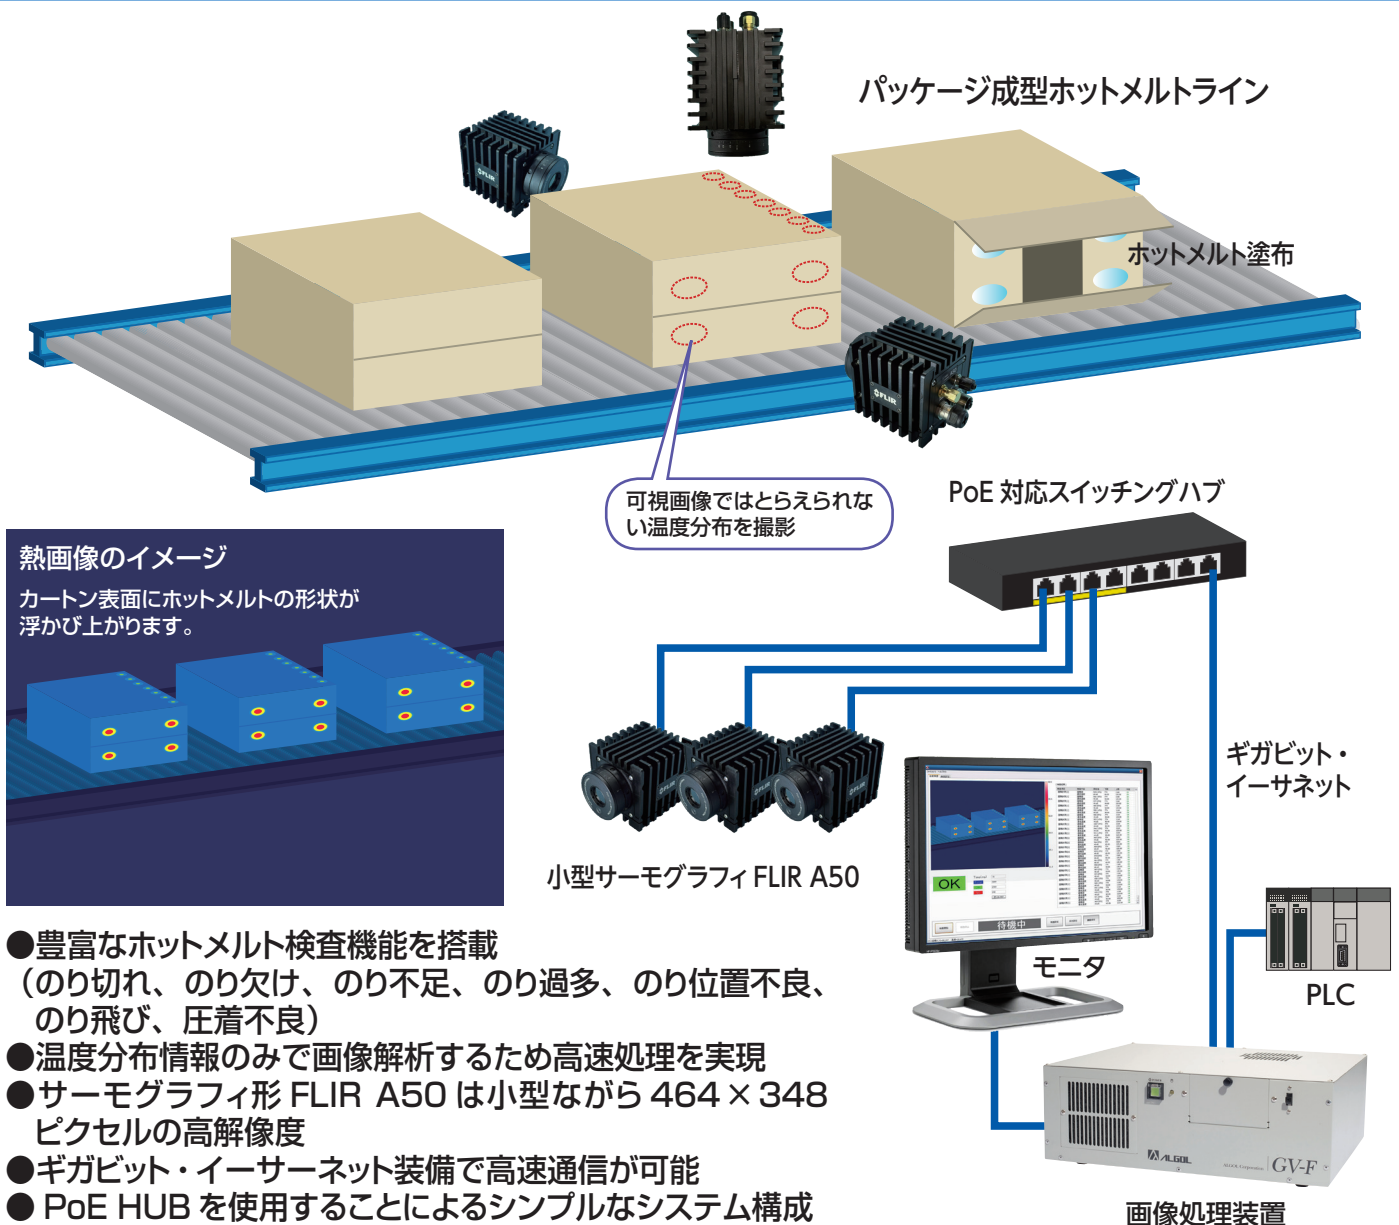 パッケージ成型ホットメルトライン
FLIR
ホットメルト塗布
FLIR
可視画像ではとらえられな
い温度分布を撮影
PoE 対応スイッチングハブ
熱画像のイメージ
カートン表面にホットメルトの形状が
浮かび上がります。
ギガビット・
イーサネット
FLIR
FLIR
FLIR
小型サーモグラフィ FLIR A50
OK
待機中
モニタ
PLC
●豊富なホットメルト検査機能を搭載
（のり切れ、のり欠け、のり不足、のり過多、のり位置不良、
のり飛び、圧着不良）
●温度分布情報のみで画像解析するため高速処理を実現
●サーモグラフィ形 FLIR A50 は小型ながら 464×348
ピクセルの高解像度
●ギガビット・イーサーネット装備で高速通信が可能
● PoE HUB を使用することによるシンプルなシステム構成
ALGOL
ALGOL Corporation
GV-F
画像処理装置